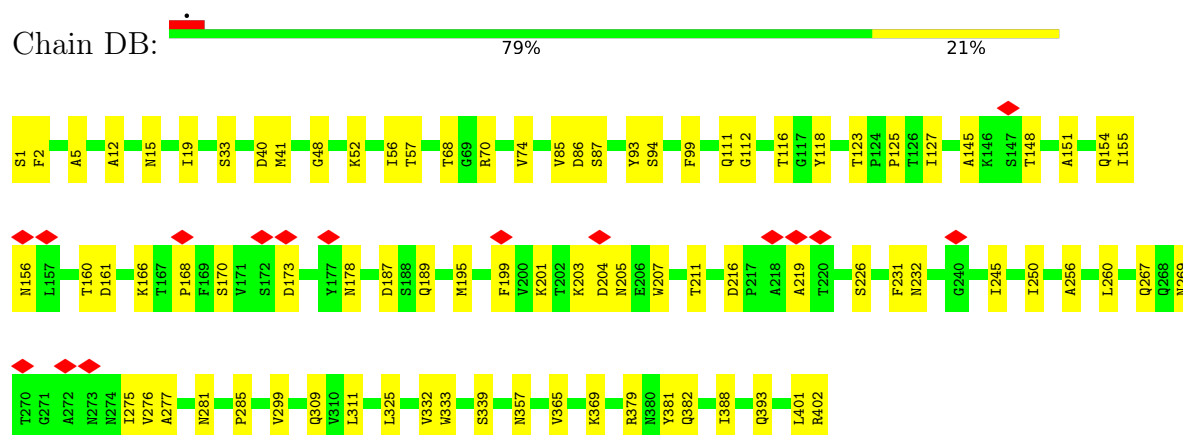 Chain DB:
79% 21%
S1 F2 A5 A12 N15 I19 S33 D40 M41 G48 K52 I56 T57 T68 G69 R70 V74 V85 D86 S87 Y93 S94 F99 Q111 G112 T116 G117 Y118 T123 P124 P125 T126 I127 A145 K146 S147 T148 A151 Q154 I155
N156 L157 T160 D161 K166 T167 P168 F169 S170 V171 S172 D173 Y177 N178 D187 S188 Q189 M195 F199 V200 K201 T202 K203 D204 N205 E206 W207 T211 D216 P217 A218 A219 T220 S226 F231 N232 G240 I245 I250 A256 L260 Q267 Q268 N269
T270 G271 A272 N273 N274 I275 V276 A277 N281 P285 V299 Q309 V310 L311 L325 V332 W333 S339 N357 V365 K369 R379 N380 Y381 Q382 I388 Q393 L401 R402